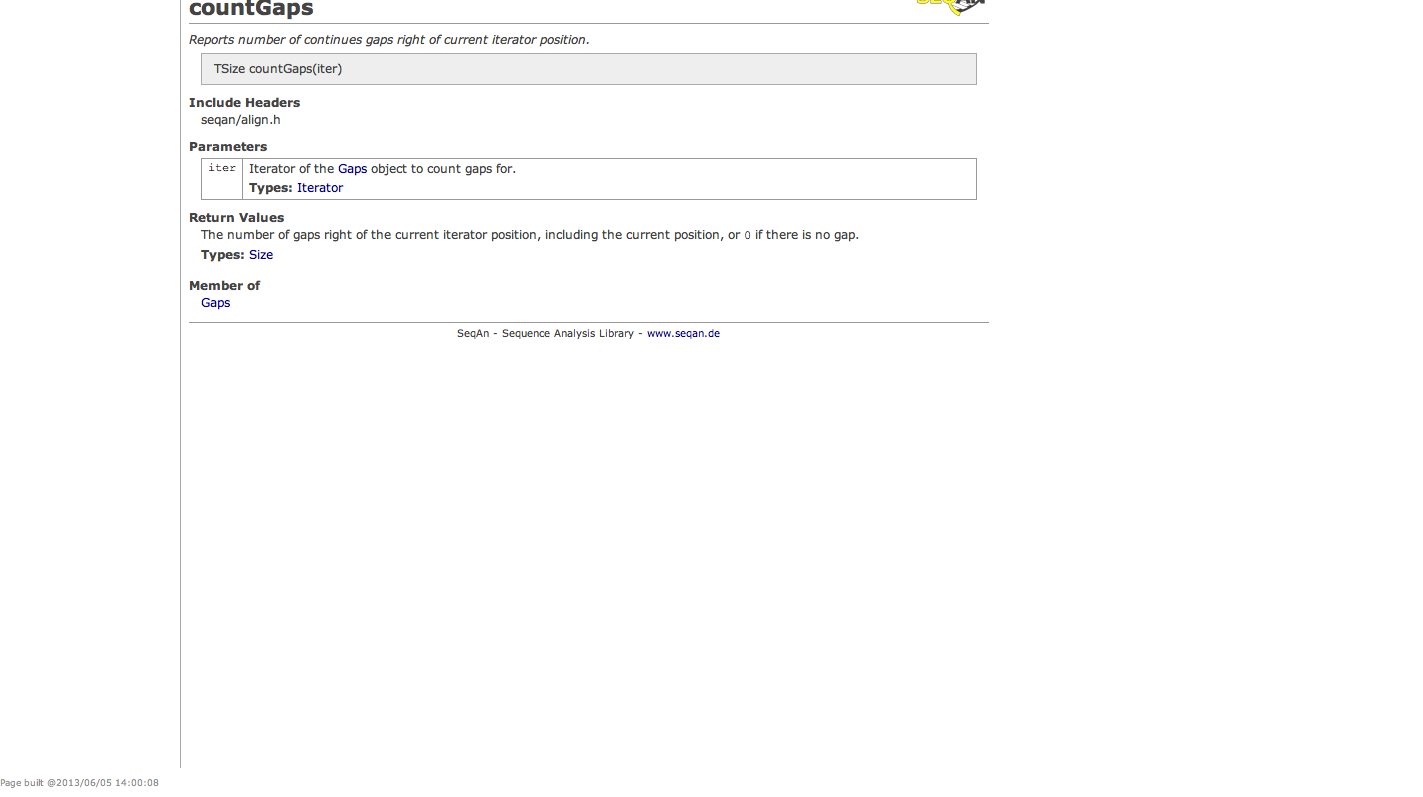 countGaps
Reports number of continues gaps right of current iterator position.
TSize countGaps(iter)
Include Headers
seqan/align.h
Parameters
iter Iterator of the Gaps object to count gaps for.
Types: Iterator
Return Values
The number of gaps right of the current iterator position, including the current position, or 0 if there is no gap.
Types: Size
Member of
Gaps
SeqAn - Sequence Analysis Library - www.seqan.de
Page built @2013/06/05 14:00:08